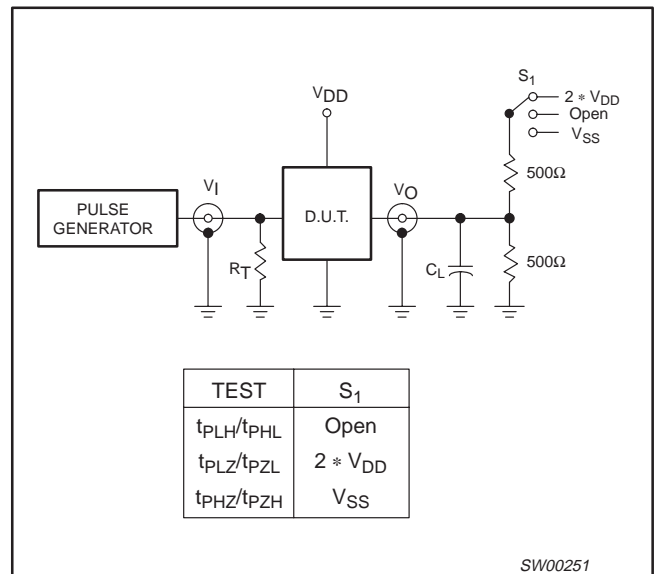 S1
2 * VDD
Open
VSS
VDD
500Ω
PULSE
GENERATOR
VI
D.U.T.
VO
RT
CL
500Ω
TEST S1
tPLH/tPHL Open
tPLZ/tPZL 2 * VDD
tPHZ/tPZH VSS
SW00251